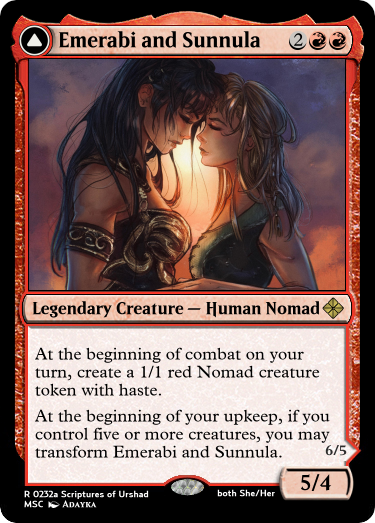 Emerabi and Sunnula 2
Legendary Creature — Human Nomad
At the beginning of combat on your
turn, create a 1/1 red Nomad creature
token with haste.
At the beginning of your upkeep, if you
control five or more creatures, you may
transform Emerabi and Sunnula.
6/5
5/4
R 0232a Scriptures of Urshad both She/Her
MSC ADAYKA